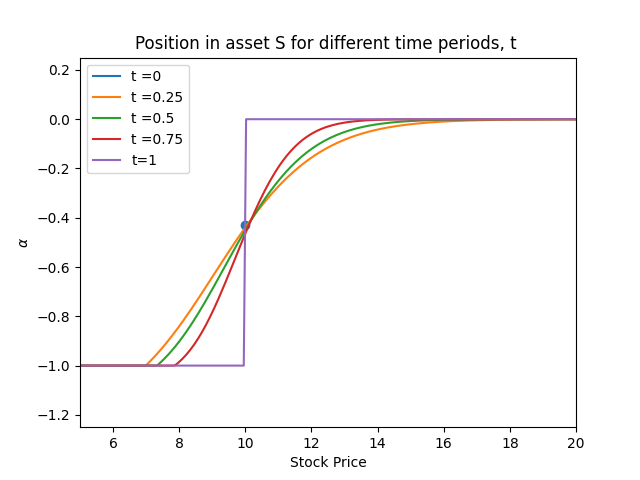 Position in asset S for different time periods, t
t =0
t =0.25
t =0.5
t =0.75
t=1
0.2
0.0
−0.2
−0.4
−0.6
−0.8
−1.0
−1.2
α
6 8 10 12 14 16 18 20
Stock Price